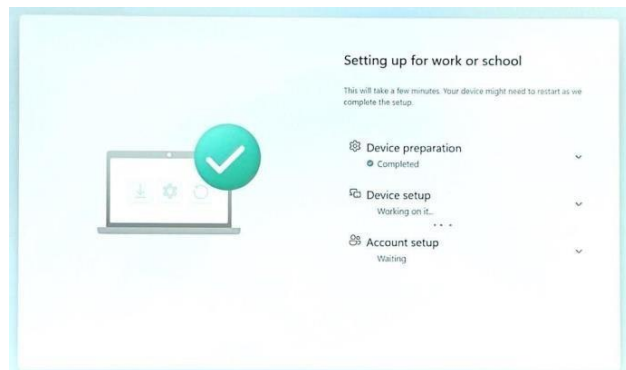 Setting up for work or school
This will take a few minutes. Your device might need to restart as we
complete the setup.
Device preparation
Completed
Device setup
Working on it...
Account setup
Waiting